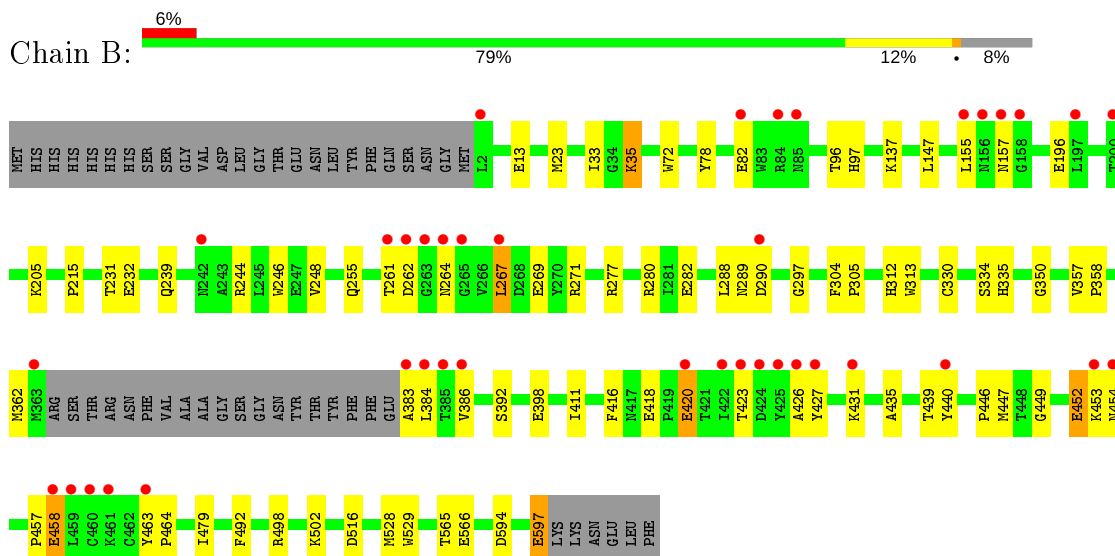 6%
Chain B:
79% 12% • 8%
MET HIS HIS HIS HIS HIS HIS SER SER GLY VAL ASP LEU GLY THR GLU ASN LEU TYR PHE GLN SER ASN GLY MET L2 E13 M23 I33 G34 K35 W72 Y78 E82 W83 R84 N85 T96 H97 K137 L147 L155 N156 N157 G158 E196 L197 T200
K205 P215 T231 E232 Q239 N242 A243 R244 L245 W246 E247 V248 Q255 T261 D262 G263 N264 G265 V266 L267 D268 E269 Y270 R271 R277 R280 I281 E282 L288 N289 D290 G297 F304 P305 H312 W313 C330 S334 H335 G350 V357 P358
M362 M363 ARG SER THR ARG ASN PHE VAL ALA ALA GLY SER GLY ASN TYR THR TYR PHE PHE GLU A383 L384 T385 V386 S392 E398 I411 F416 N417 E418 P419 E420 T421 I422 T423 D424 Y425 A426 Y427 K431 A435 T439 Y440 P446 M447 T448 G449 E452 K453 N454
P457 E458 L459 C460 K461 C462 Y463 P464 I479 F492 R498 K502 D516 M528 W529 T565 E566 D594 E597 LYS LYS ASN GLU LEU PHE